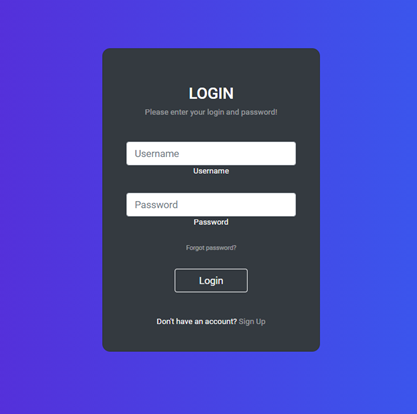 LOGIN
Please enter your login and password!
Username
Username
Password
Password
Forgot password?
Login
Don't have an account? Sign Up